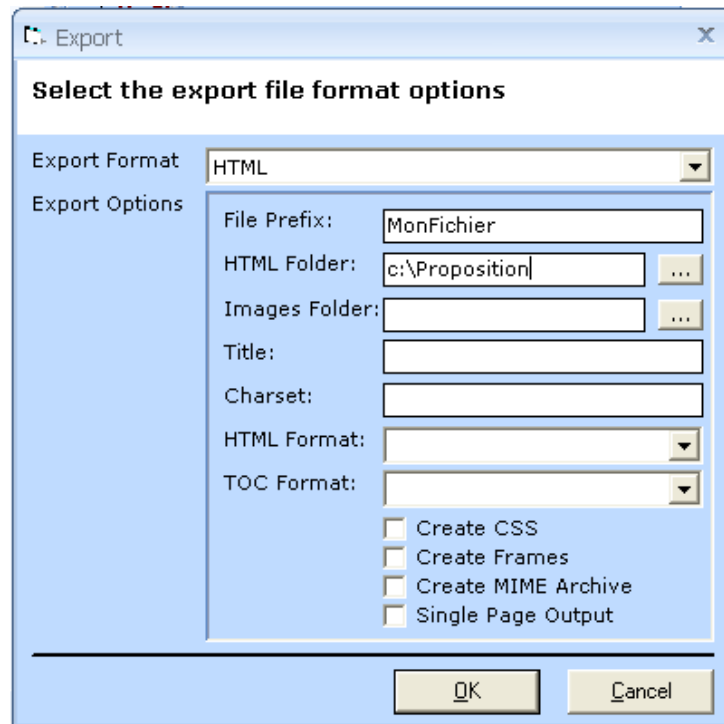 Export
Select the export file format options
Export Format HTML
Export Options
File Prefix: MonFichier
HTML Folder: c:\Proposition ...
Images Folder: ...
Title:
Charset:
HTML Format:
TOC Format:
Create CSS
Create Frames
Create MIME Archive
Single Page Output
OK Cancel